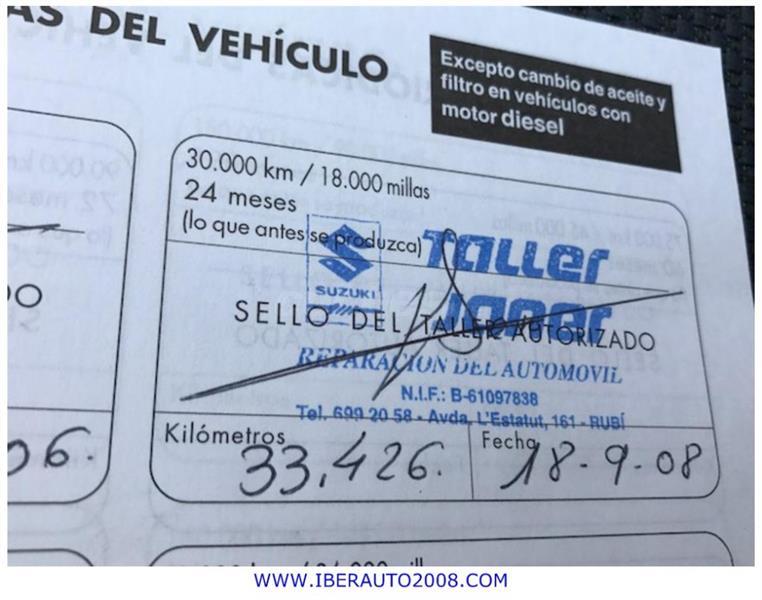 AS DEL VEHÍCULO
Excepto cambio de aceite y
filtro en vehículos con
motor diesel
30.000 km / 18.000 millas
24 meses
(lo que antes se produzca)
Taller
SUZUKI
SELLO DEL TALLER AUTORIZADO
REPARACION DEL AUTOMOVIL
N.I.F.: B-61097838
Tel. 699 20 58 - Avda. L'Estatut, 161 - RUBÍ
Kilómetros
33.426.
Fecha
18-9-08
DO
06.
WWW.IBERAUTO2008.COM